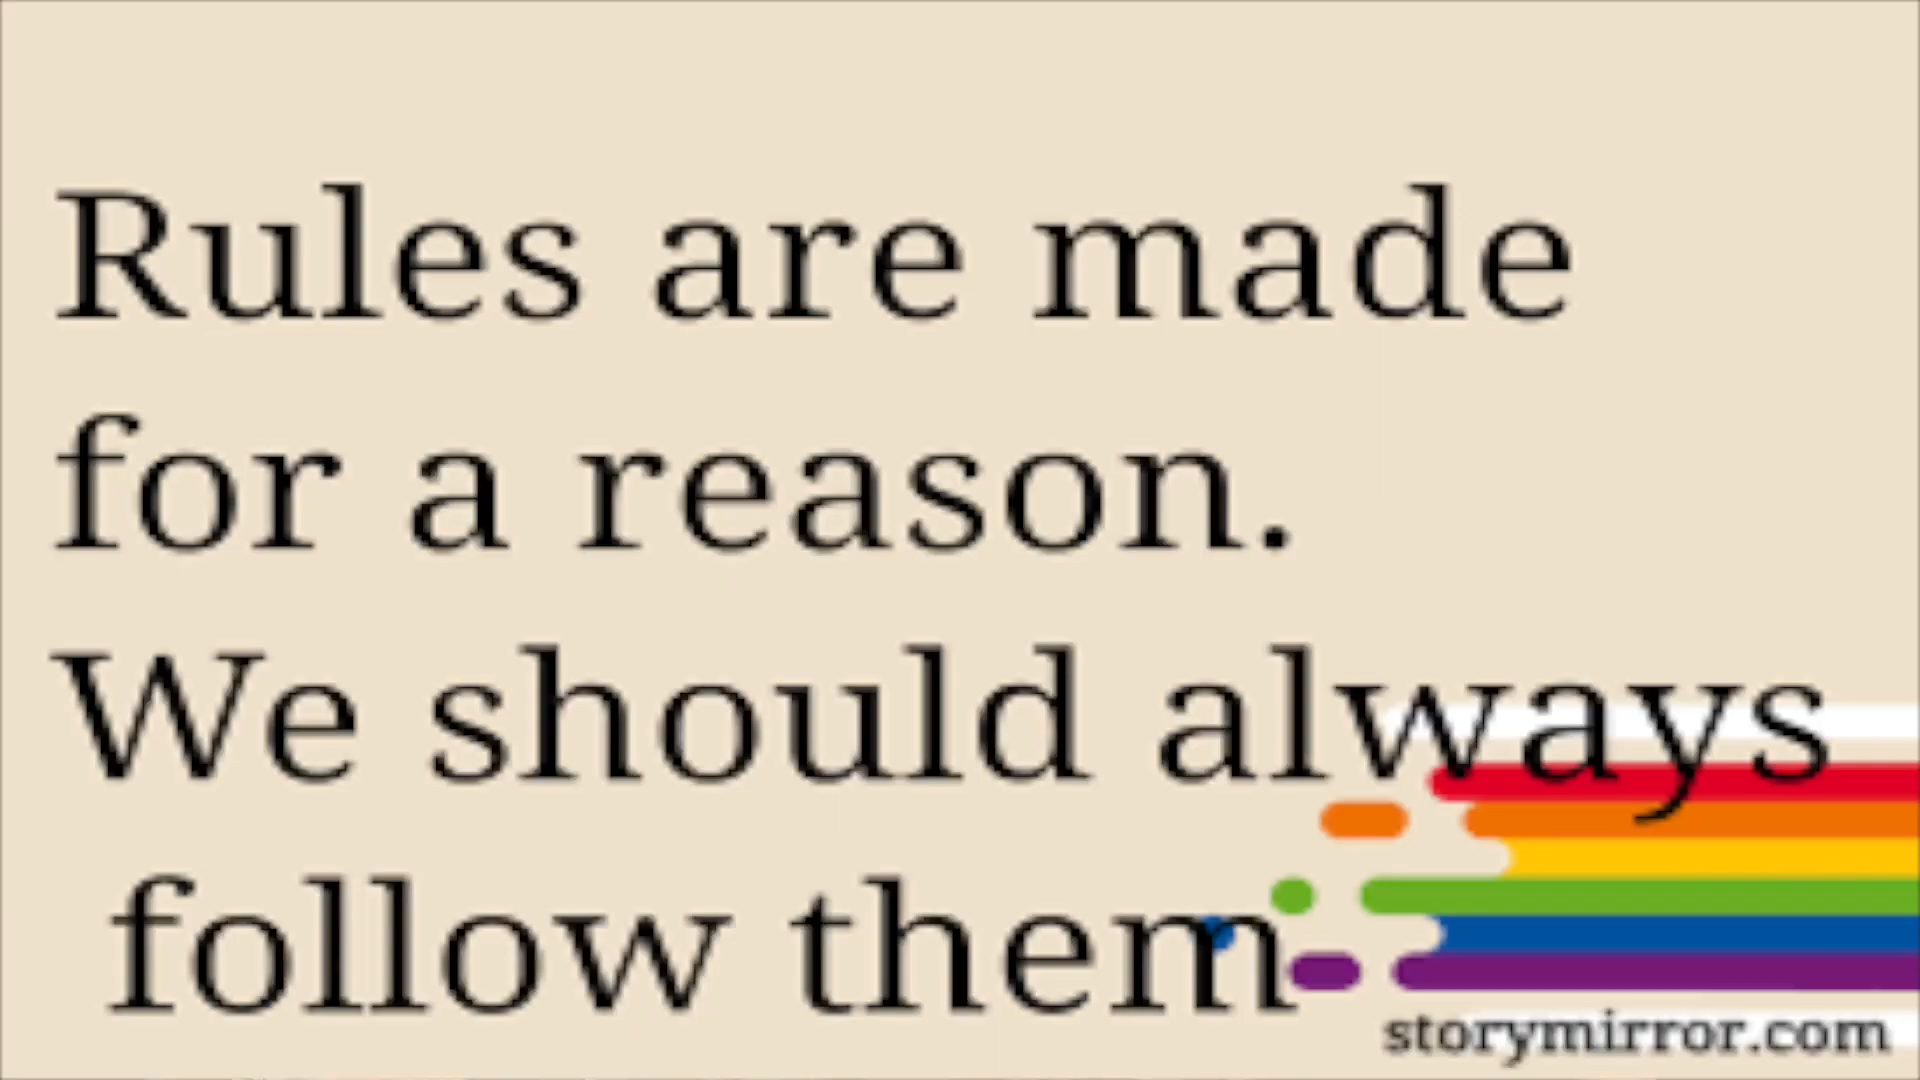 Rules are made
for a reason.
We should always
follow them
storymirror.com